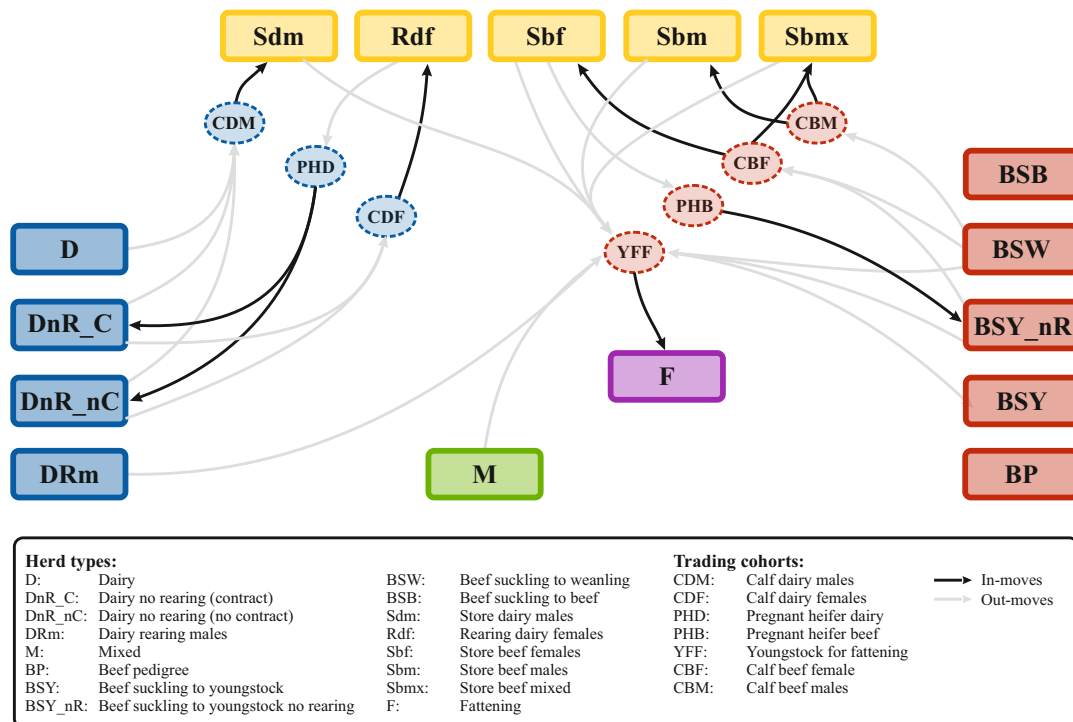 Sdm Rdf Sbf Sbm Sbmx
CDM
CBM
PHD
CBF
BSB
PHB
CDF
D
YFF
BSW
DnR_C
BSY_nR
F
DnR_nC
BSY
DRm
M
BP
Herd types:
D: Dairy
DnR_C: Dairy no rearing (contract)
DnR_nC: Dairy no rearing (no contract)
DRm: Dairy rearing males
M: Mixed
BP: Beef pedigree
BSY: Beef suckling to youngstock
BSY_nR: Beef suckling to youngstock no rearing
BSW: Beef suckling to weanling
BSB: Beef suckling to beef
Sdm: Store dairy males
Rdf: Rearing dairy females
Sbf: Store beef females
Sbm: Store beef males
Sbmx: Store beef mixed
F: Fattening
Trading cohorts:
CDM: Calf dairy males
CDF: Calf dairy females
PHD: Pregnant heifer dairy
PHB: Pregnant heifer beef
YFF: Youngstock for fattening
CBF: Calf beef female
CBM: Calf beef males
In-moves
Out-moves